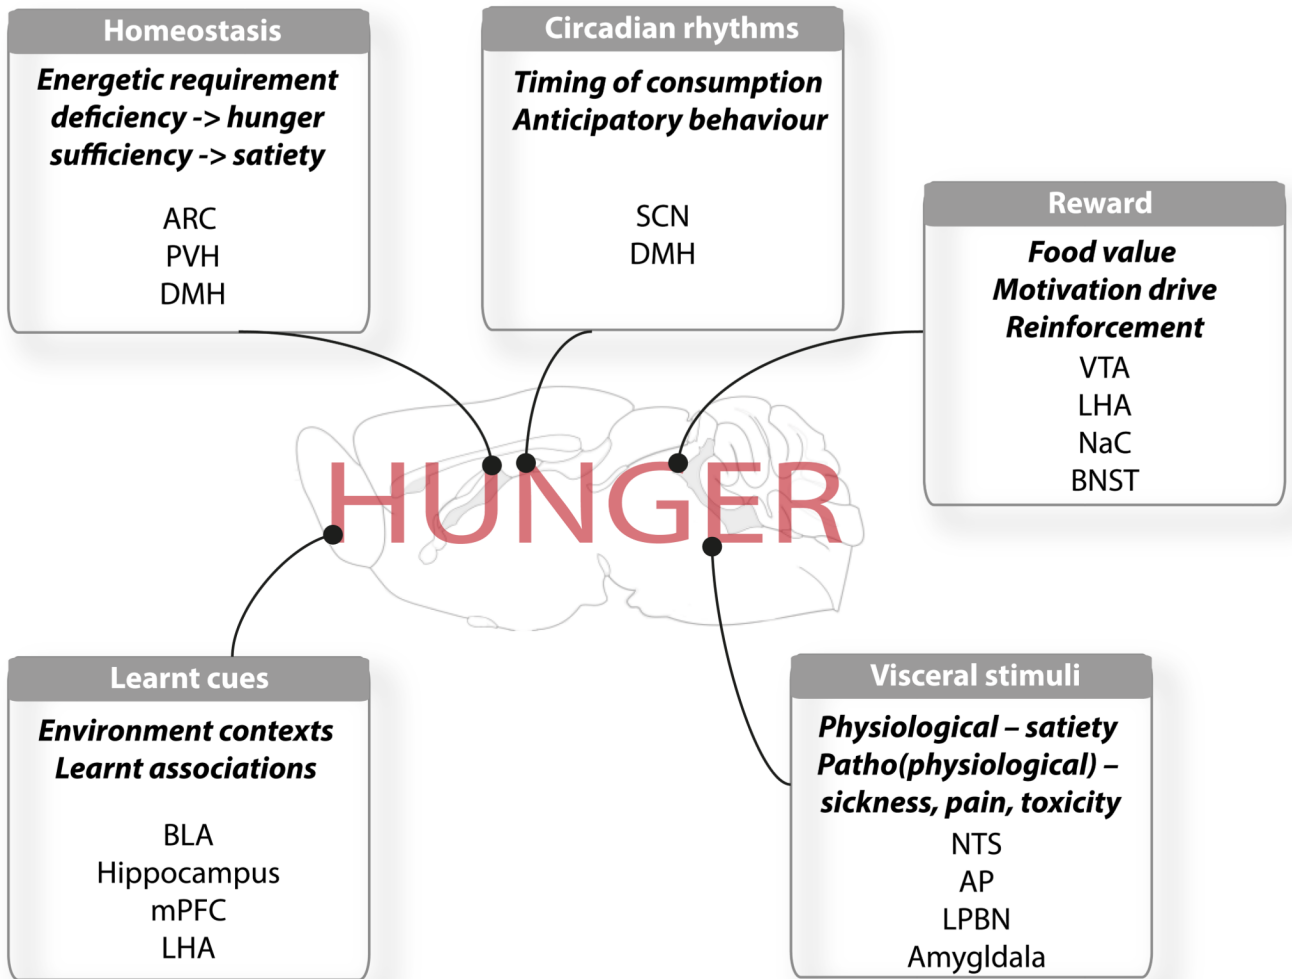 Homeostasis
Energetic requirement
deficiency -> hunger
sufficiency -> satiety
ARC
PVH
DMH
Circadian rhythms
Timing of consumption
Anticipatory behaviour
SCN
DMH
Reward
Food value
Motivation drive
Reinforcement
VTA
LHA
NaC
BNST
HUNGER
Learnt cues
Environment contexts
Learnt associations
BLA
Hippocampus
mPFC
LHA
Visceral stimuli
Physiological – satiety
Patho(physiological) –
sickness, pain, toxicity
NTS
AP
LPBN
Amygldala